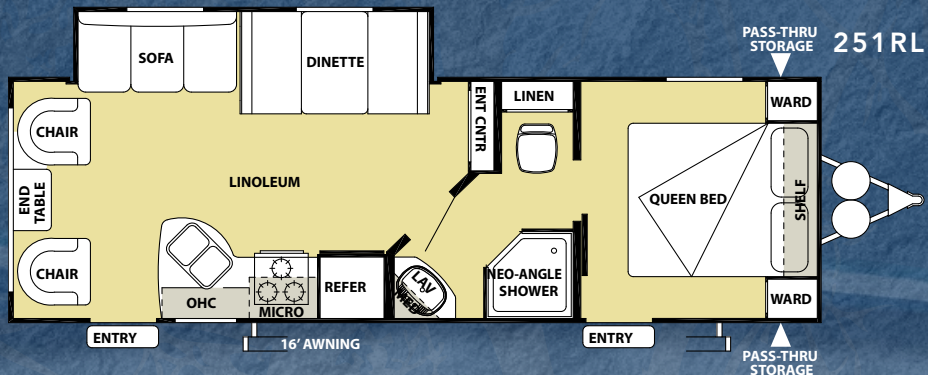 PASS-THRU
STORAGE
251RL
SOFA
DINETTE
ENT CNTR
LINEN
WARD
CHAIR
LINOLEUM
END
TABLE
QUEEN BED
SHELF
CHAIR
REFER
LAV
MED
NEO-ANGLE
SHOWER
OHC
MICRO
WARD
ENTRY
16' AWNING
ENTRY
PASS-THRU
STORAGE